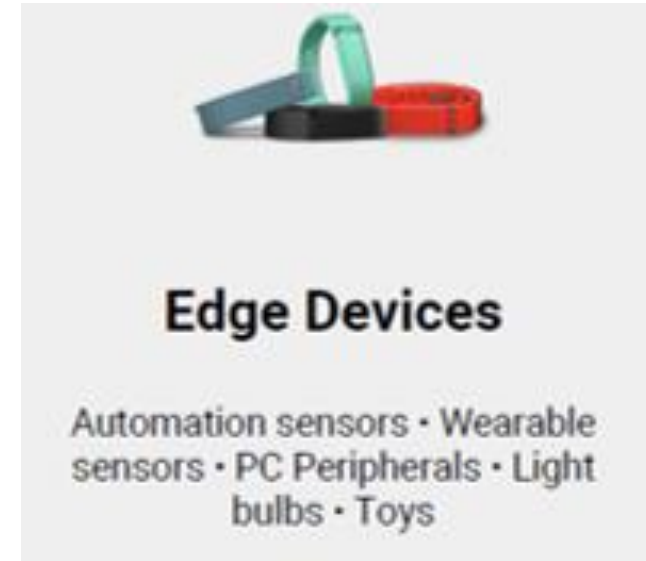 Edge Devices
Automation sensors • Wearable
sensors • PC Peripherals • Light
bulbs • Toys